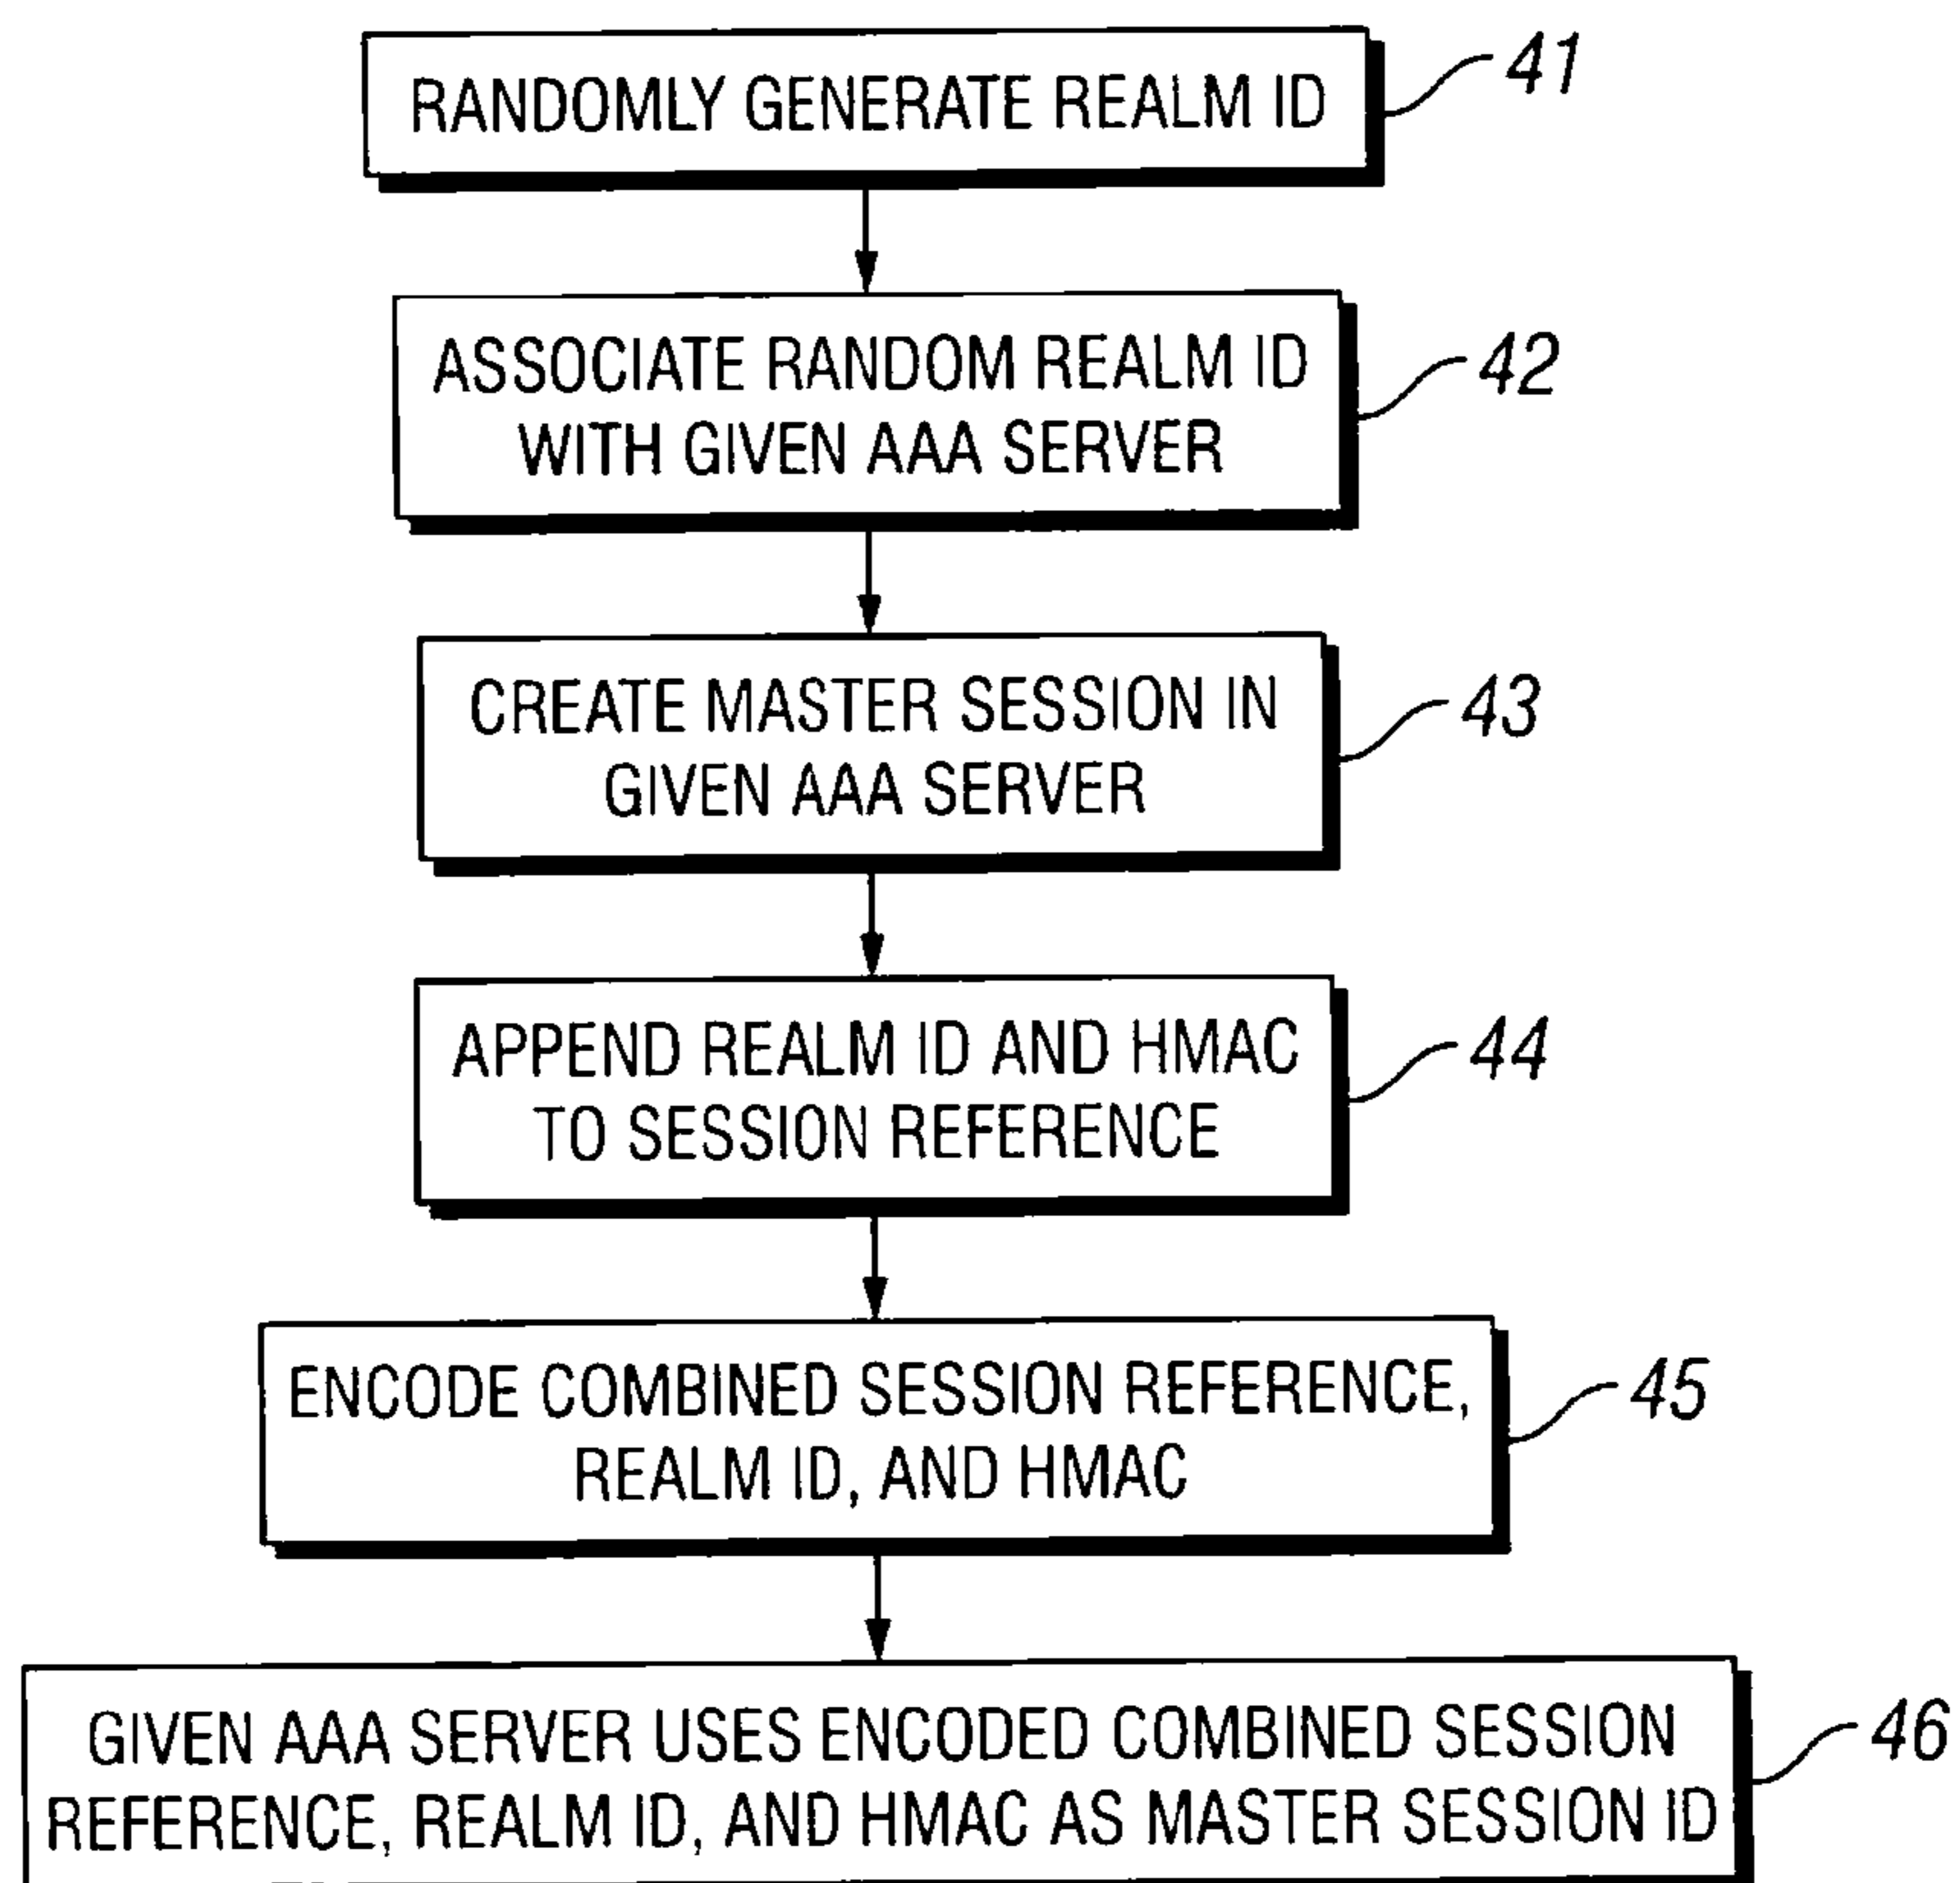 RANDOMLY GENERATE REALM ID
41
ASSOCIATE RANDOM REALM ID
WITH GIVEN AAA SERVER
42
CREATE MASTER SESSION IN
GIVEN AAA SERVER
43
APPEND REALM ID AND HMAC
TO SESSION REFERENCE
44
ENCODE COMBINED SESSION REFERENCE,
REALM ID, AND HMAC
45
GIVEN AAA SERVER USES ENCODED COMBINED SESSION
REFERENCE, REALM ID, AND HMAC AS MASTER SESSION ID
46